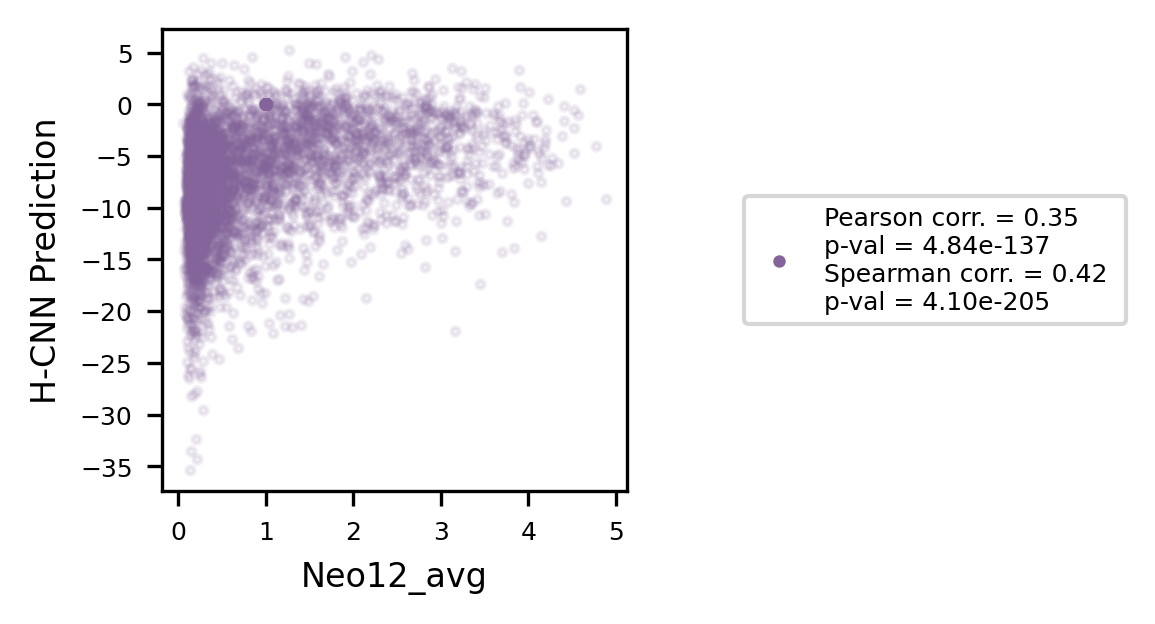 5
0
−5
−10
−15
−20
−25
−30
−35
H-CNN Prediction
0 1 2 3 4 5
Neo12_avg
Pearson corr. = 0.35
p-val = 4.84e-137
Spearman corr. = 0.42
p-val = 4.10e-205